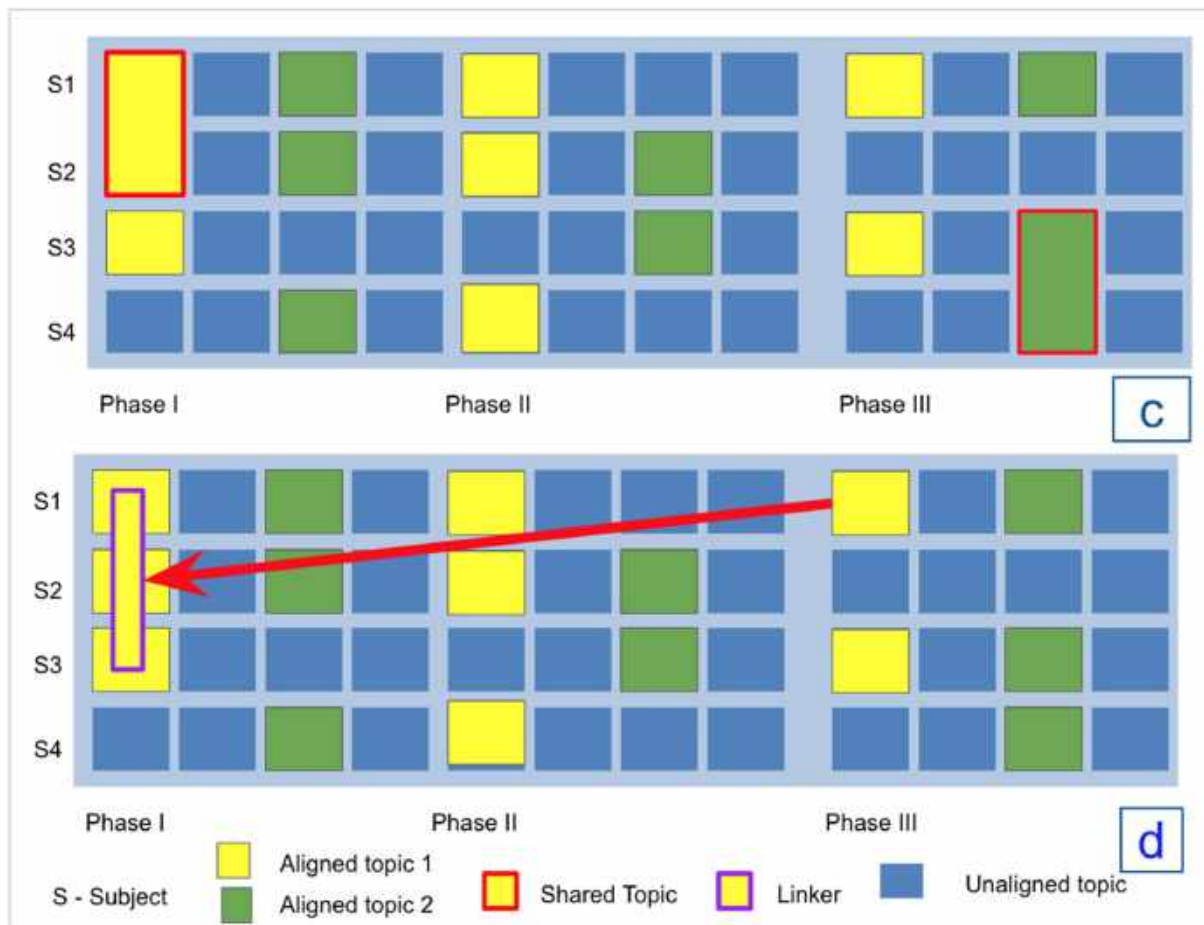 S1
S2
S3
S4
Phase I Phase II Phase III
c
S1
S2
S3
S4
Phase I Phase II Phase III
d
S - Subject
Aligned topic 1
Aligned topic 2
Shared Topic
Linker
Unaligned topic